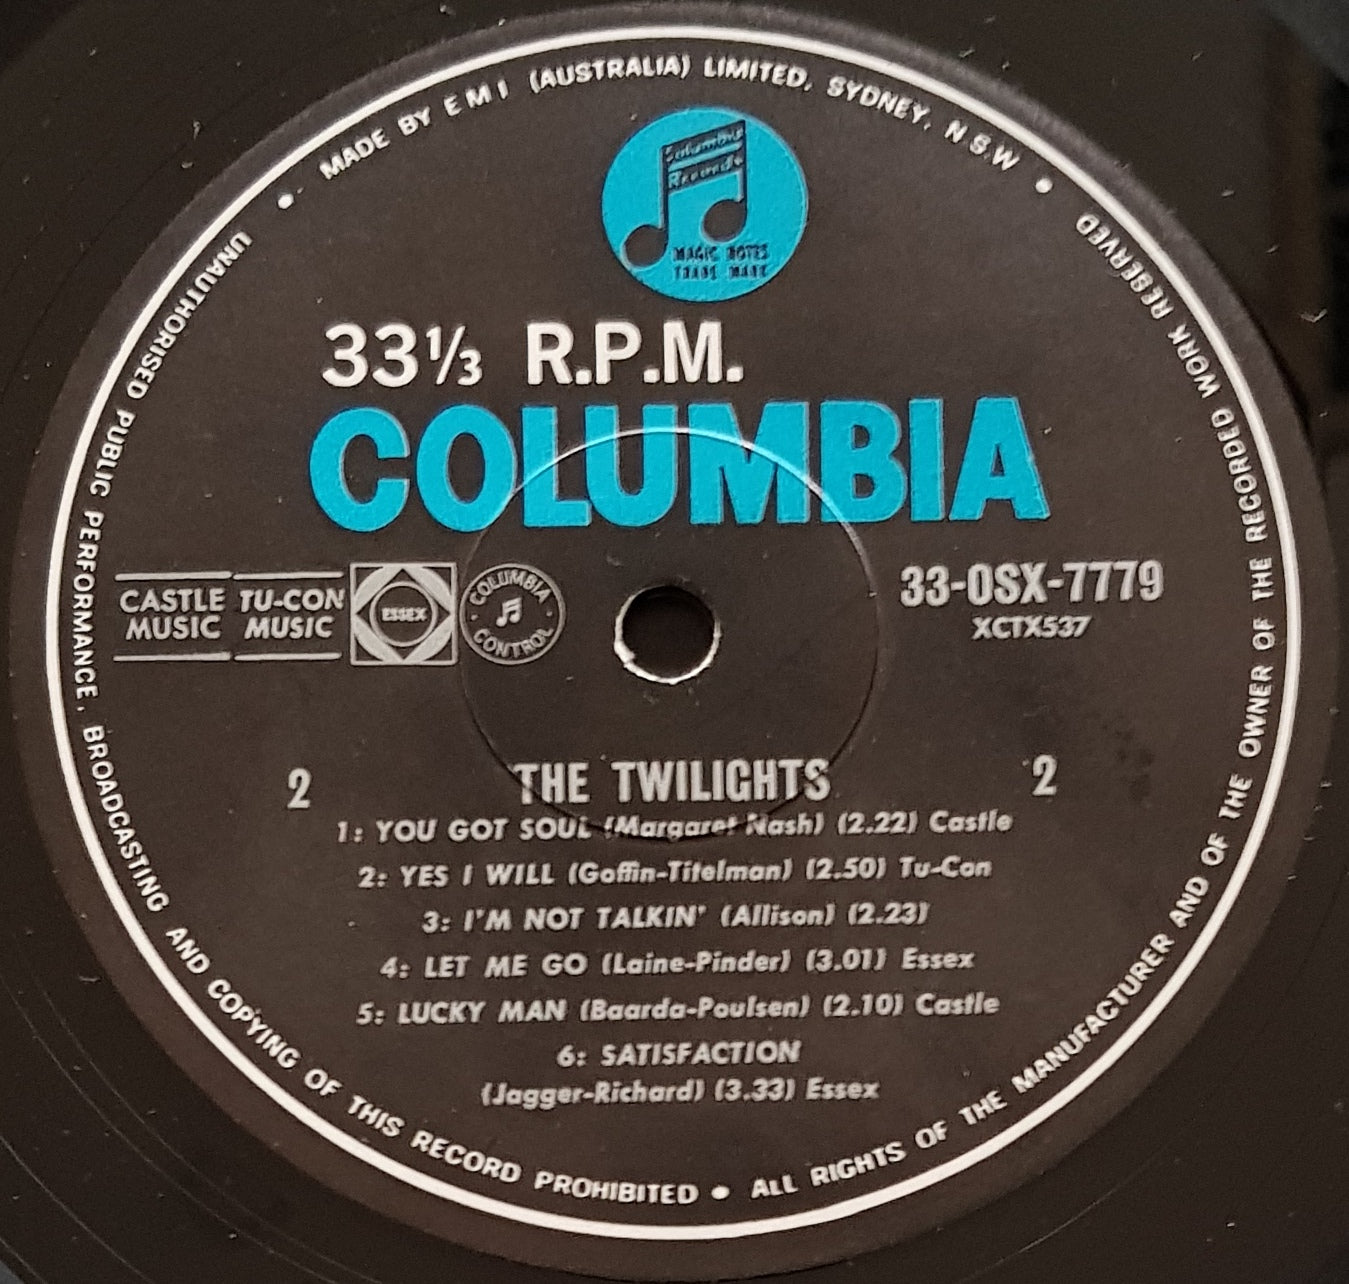 MADE BY E M I (AUSTRALIA) LIMITED, SYDNEY, N S.W
Columbia
Records
MAGIC NOTES
TRADE MARK
33⅓ R.P.M.
COLUMBIA
CASTLE MUSIC
TU-CON MUSIC
ESSEX
COLUMBIA CONTROL
33-OSX-7779
XCTX537
2 THE TWILIGHTS 2
1: YOU GOT SOUL (Margaret Nash) (2.22) Castle
2: YES I WILL (Goffin-Titelman) (2.50) Tu-Con
3: I'M NOT TALKIN' (Allison) (2.23)
4: LET ME GO (Laine-Pinder) (3.01) Essex
5: LUCKY MAN (Baarda-Poulsen) (2.10) Castle
6: SATISFACTION
(Jagger-Richard) (3.33) Essex
UNAUTHORISED PUBLIC PERFORMANCE, BROADCASTING AND COPYING OF THIS RECORD PROHIBITED • ALL RIGHTS OF THE MANUFACTURER AND OF THE OWNER OF THE RECORDED WORK RESERVED